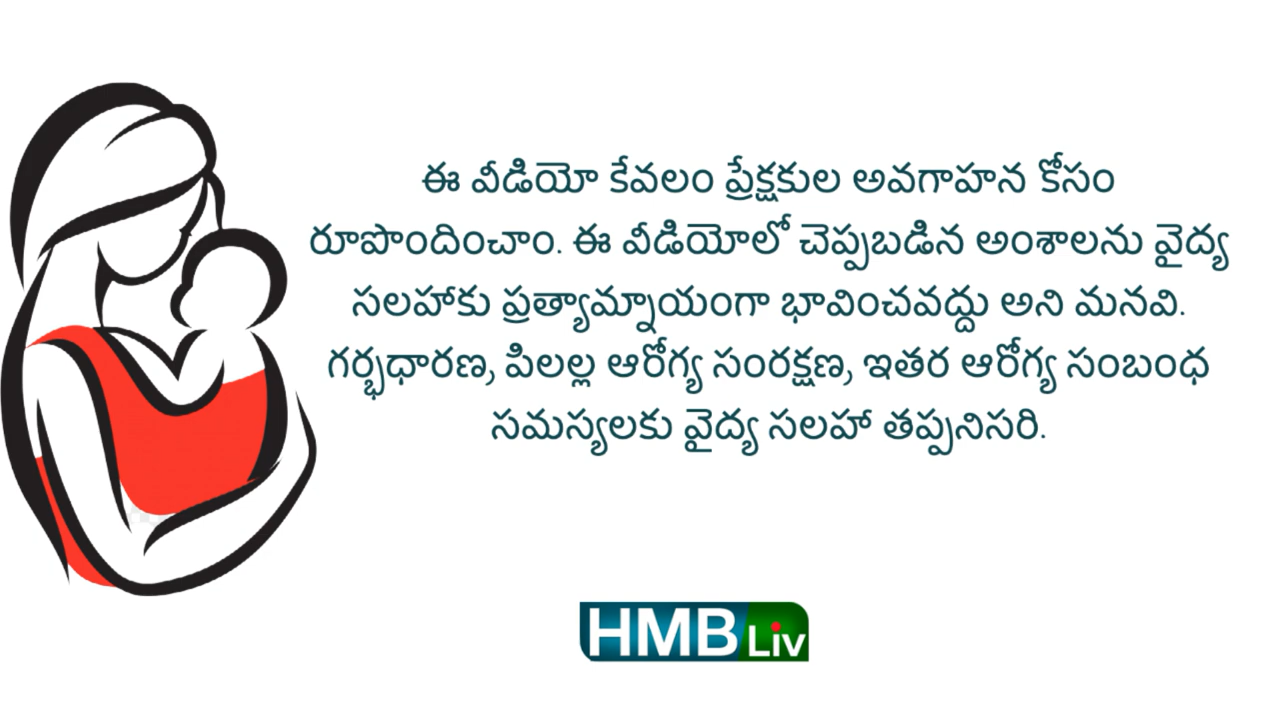 ఈ వీడియో కేవలం ప్రేక్షకుల అవగాహన కోసం
రూపొందించాం. ఈ వీడియోలో చెప్పబడిన అంశాలను వైద్య
సలహాకు ప్రత్యామ్నాయంగా భావించవద్దు అని మనవి.
గర్భధారణ, పిలల్ల ఆరోగ్య సంరక్షణ, ఇతర ఆరోగ్య సంబంధ
సమస్యలకు వైద్య సలహా తప్పనిసరి.
HMB Liv